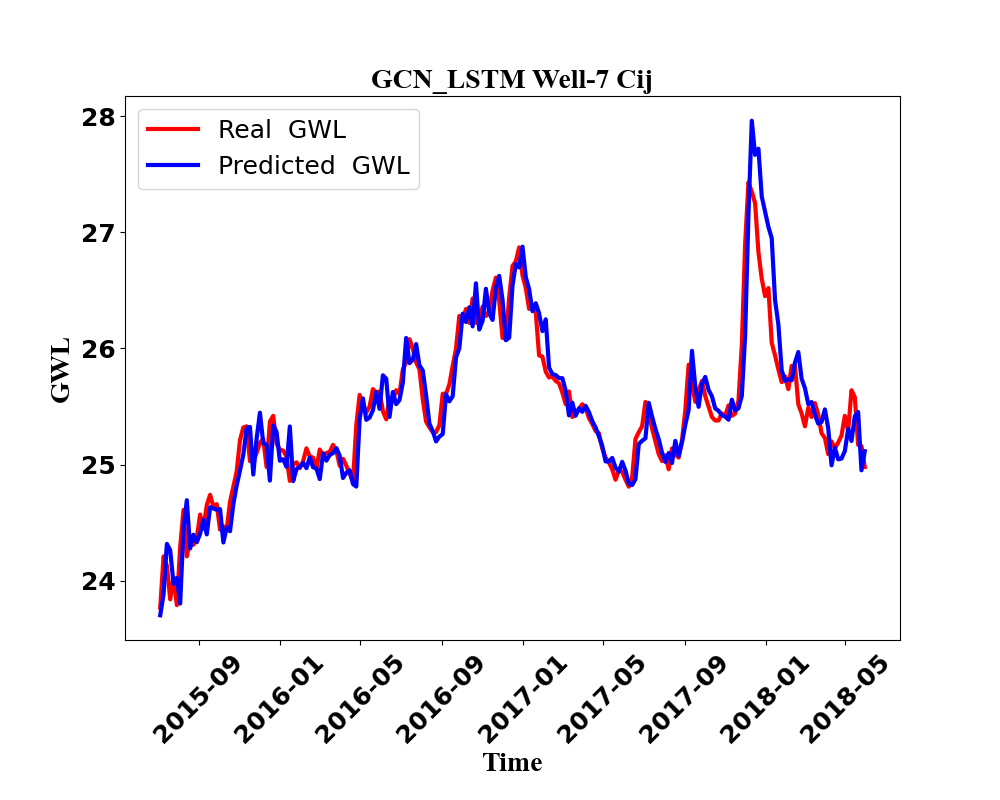 GCN_LSTM Well-7 Cij
Real GWL
Predicted GWL
28
27
26
25
24
GWL
2015-09
2016-01
2016-05
2016-09
2017-01
2017-05
2017-09
2018-01
2018-05
Time